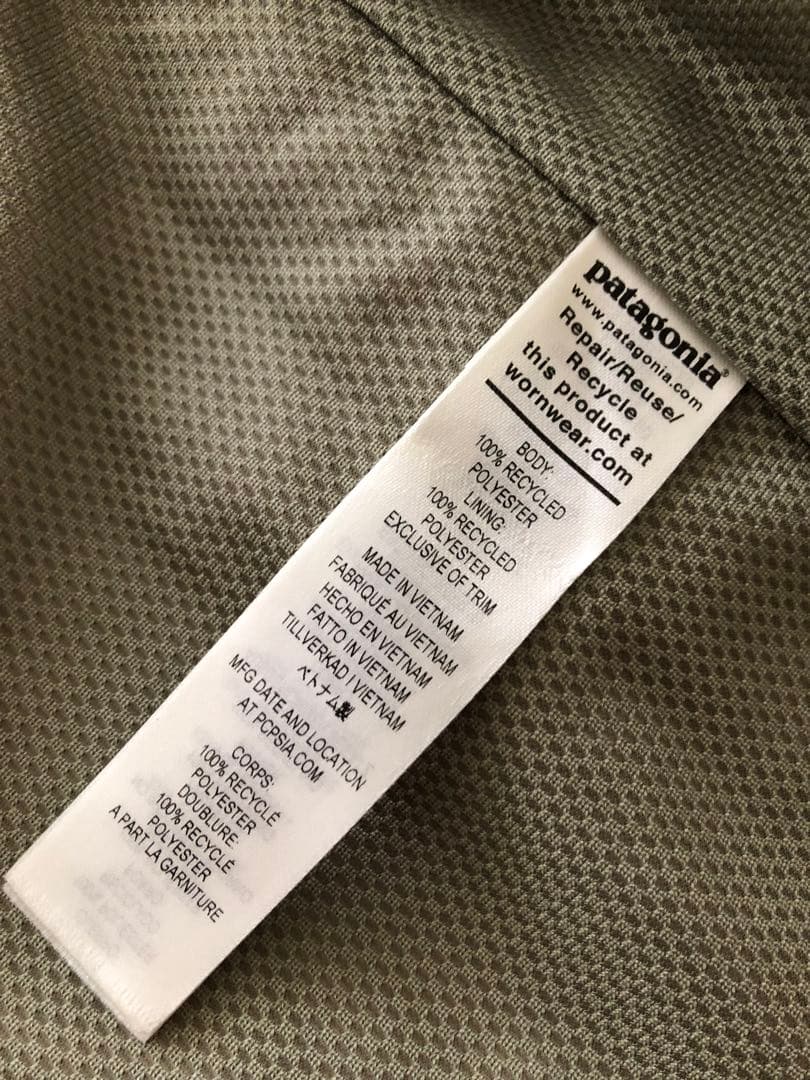 patagonia®
www.patagonia.com
Repair/Reuse/
Recycle
this product at
wornwear.com
BODY:
100% RECYCLED
POLYESTER
LINING:
100% RECYCLED
POLYESTER
EXCLUSIVE OF TRIM
MADE IN VIETNAM
FABRIQUÉ AU VIETNAM
HECHO EN VIETNAM
FATTO IN VIETNAM
TILLVERKAD I VIETNAM
ベトナム製
MFG DATE AND LOCATION
AT PCPSIA.COM
CORPS:
100% RECYCLÉ
POLYESTER
DOUBLURE:
100% RECYCLÉ
POLYESTER
A PART LA GARNITURE